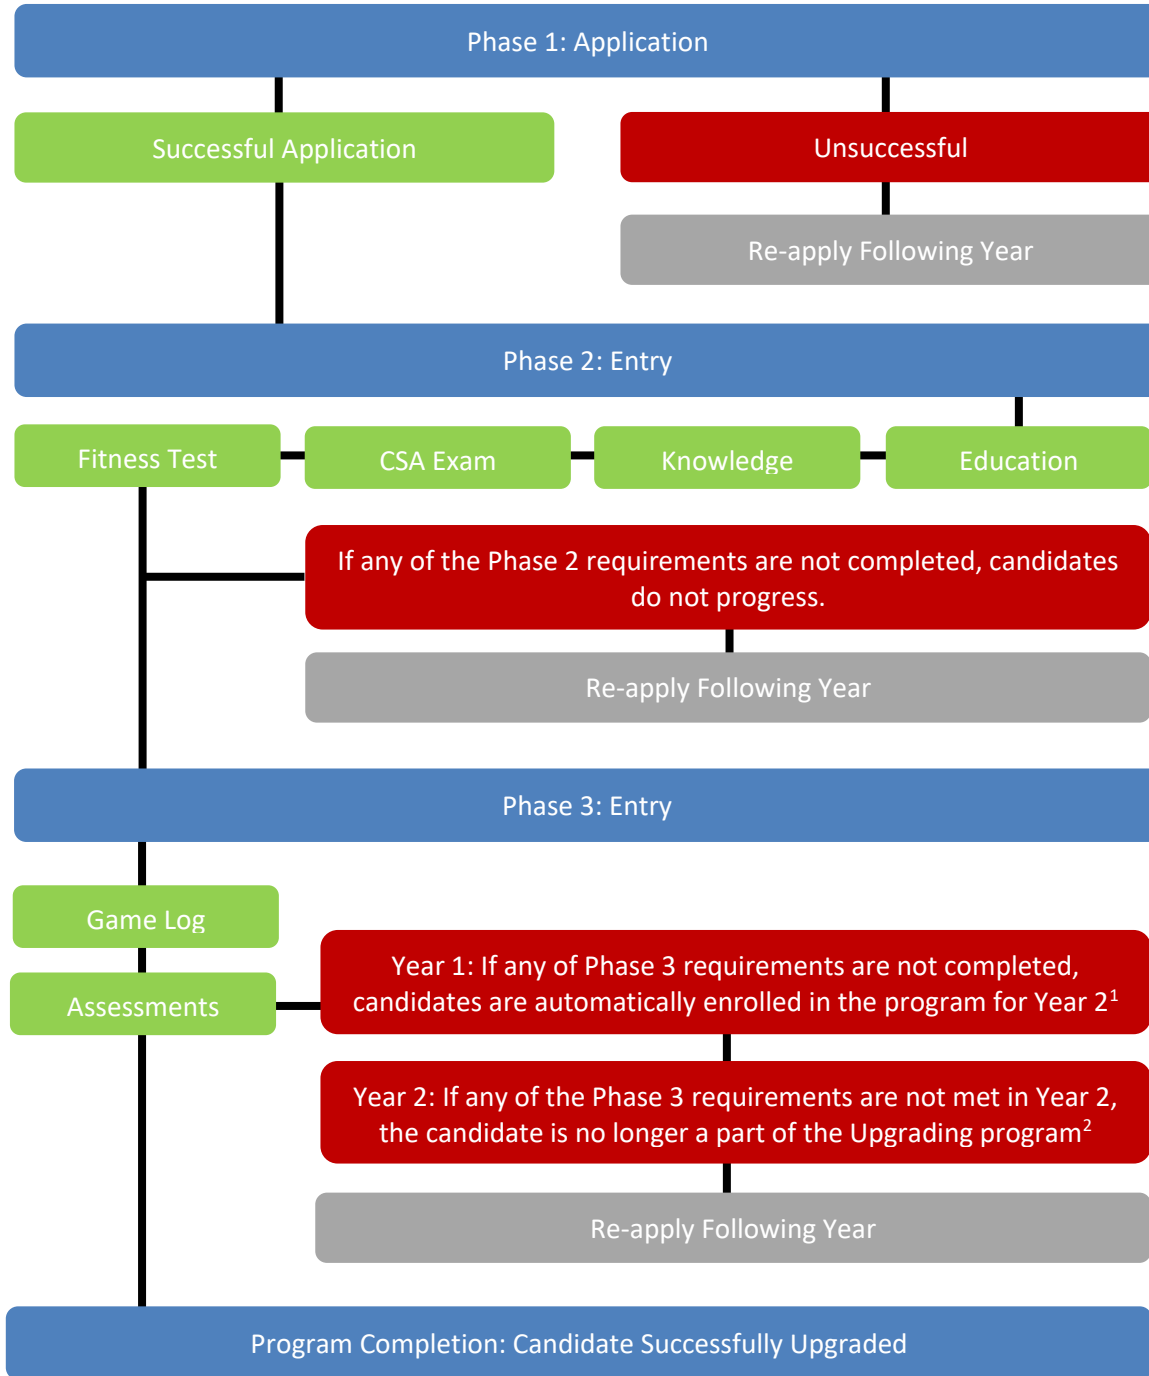 Phase 1: Application
Successful Application
Unsuccessful
Re-apply Following Year
Phase 2: Entry
Fitness Test
CSA Exam
Knowledge
Education
If any of the Phase 2 requirements are not completed, candidates
do not progress.
Re-apply Following Year
Phase 3: Entry
Game Log
Assessments
Year 1: If any of Phase 3 requirements are not completed,
candidates are automatically enrolled in the program for Year 2¹
Year 2: If any of the Phase 3 requirements are not met in Year 2,
the candidate is no longer a part of the Upgrading program²
Re-apply Following Year
Program Completion: Candidate Successfully Upgraded